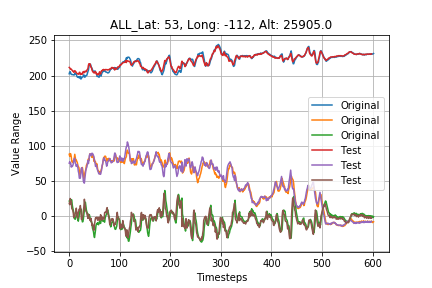 ALL_Lat: 53, Long: -112, Alt: 25905.0
250
200
150
100
50
0
−50
Value Range
Original
Original
Original
Test
Test
Test
0 100 200 300 400 500 600
Timesteps